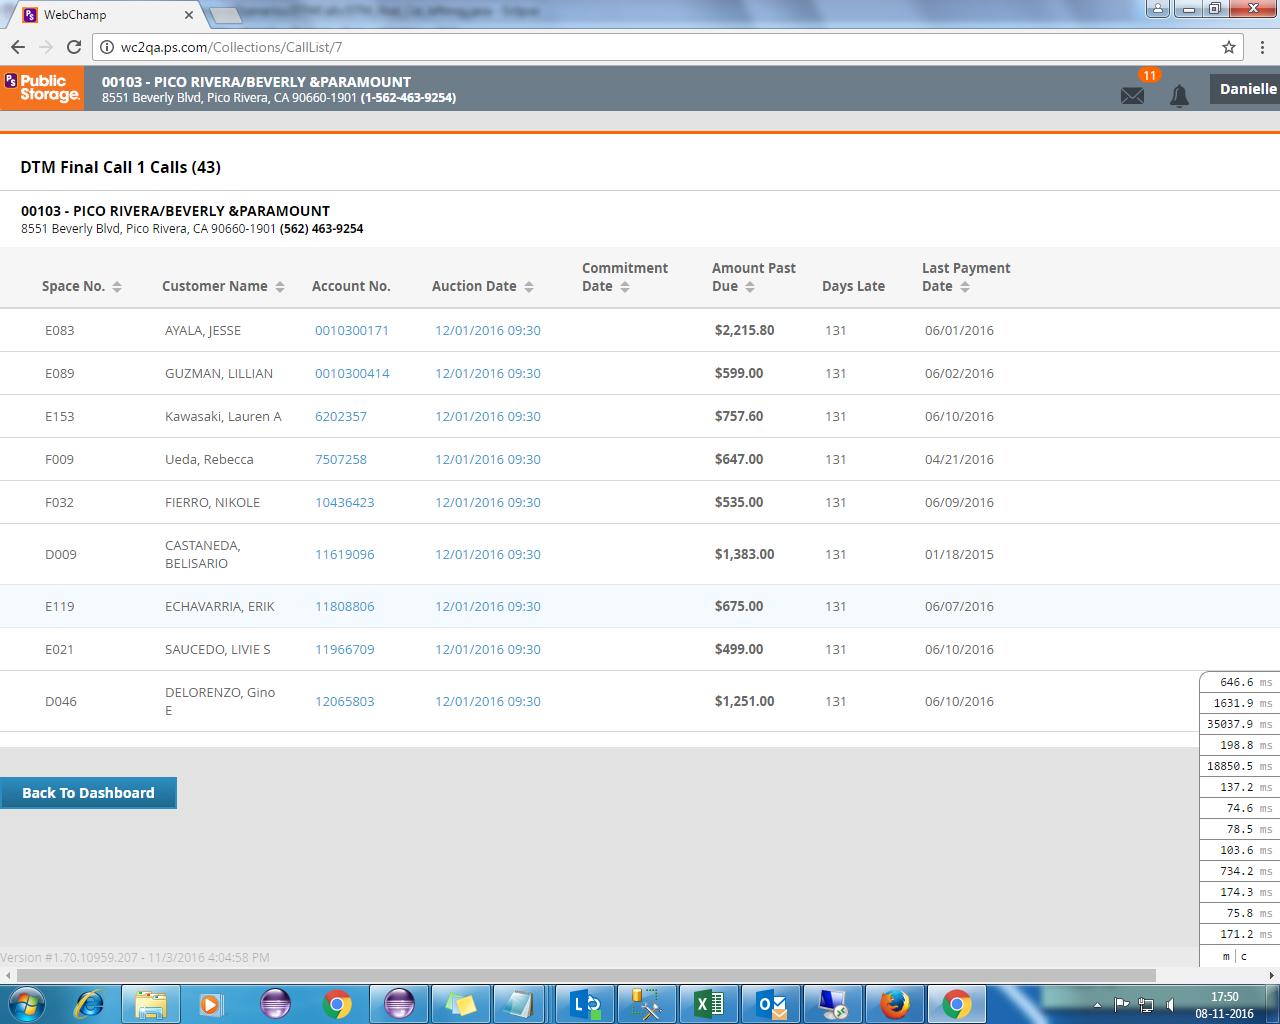 WebChamp
wc2qa.ps.com/Collections/CallList/7
PS Public Storage.
00103 - PICO RIVERA/BEVERLY &PARAMOUNT
8551 Beverly Blvd, Pico Rivera, CA 90660-1901 (1-562-463-9254)
11
Danielle
DTM Final Call 1 Calls (43)
00103 - PICO RIVERA/BEVERLY &PARAMOUNT
8551 Beverly Blvd, Pico Rivera, CA 90660-1901 (562) 463-9254
Space No. Customer Name Account No. Auction Date Commitment Date Amount Past Due Days Late Last Payment Date
E083 AYALA, JESSE 0010300171 12/01/2016 09:30 $2,215.80 131 06/01/2016
E089 GUZMAN, LILLIAN 0010300414 12/01/2016 09:30 $599.00 131 06/02/2016
E153 Kawasaki, Lauren A 6202357 12/01/2016 09:30 $757.60 131 06/10/2016
F009 Ueda, Rebecca 7507258 12/01/2016 09:30 $647.00 131 04/21/2016
F032 FIERRO, NIKOLE 10436423 12/01/2016 09:30 $535.00 131 06/09/2016
D009 CASTANEDA, BELISARIO 11619096 12/01/2016 09:30 $1,383.00 131 01/18/2015
E119 ECHAVARRIA, ERIK 11808806 12/01/2016 09:30 $675.00 131 06/07/2016
E021 SAUCEDO, LIVIE S 11966709 12/01/2016 09:30 $499.00 131 06/10/2016
D046 DELORENZO, Gino E 12065803 12/01/2016 09:30 $1,251.00 131 06/10/2016
646.6 ms
1631.9 ms
35037.9 ms
198.8 ms
18850.5 ms
137.2 ms
74.6 ms
78.5 ms
103.6 ms
734.2 ms
174.3 ms
75.8 ms
171.2 ms
m | c
Back To Dashboard
Version #1.70.10959.207 - 11/3/2016 4:04:58 PM
17:50
08-11-2016